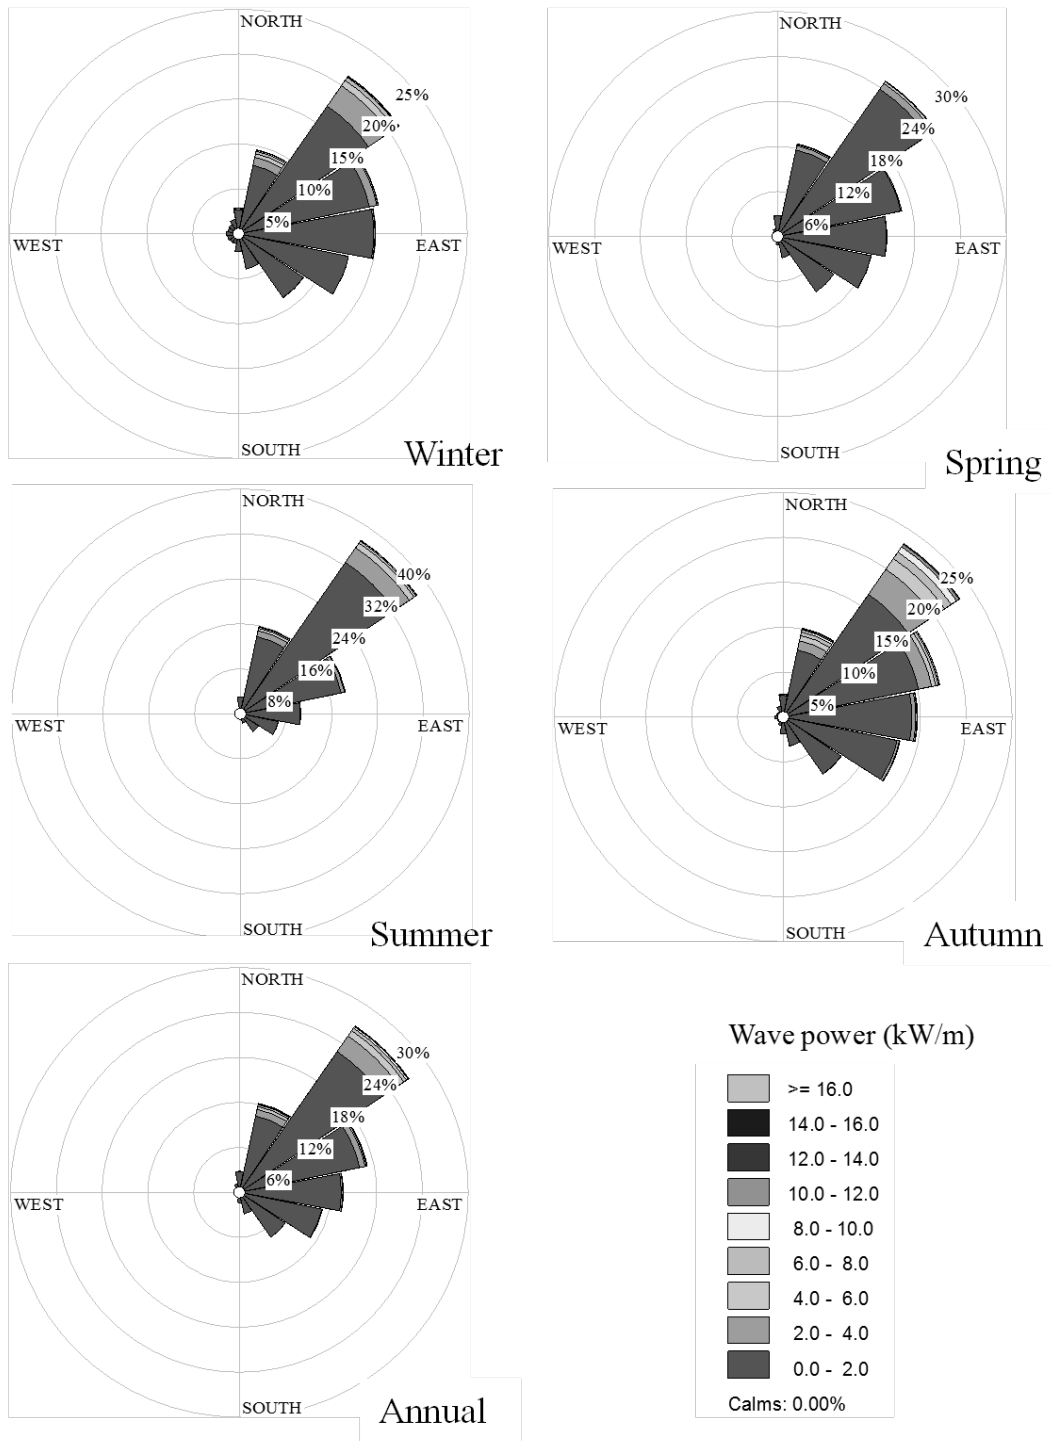 NORTH
25%
20%
15%
10%
5%
WEST
EAST
SOUTH
Winter
NORTH
30%
24%
18%
12%
6%
WEST
EAST
SOUTH
Spring
NORTH
40%
32%
24%
16%
8%
WEST
EAST
SOUTH
Summer
NORTH
25%
20%
15%
10%
5%
WEST
EAST
SOUTH
Autumn
NORTH
30%
24%
18%
12%
6%
WEST
EAST
SOUTH
Annual
Wave power (kW/m)
>= 16.0
14.0 - 16.0
12.0 - 14.0
10.0 - 12.0
8.0 - 10.0
6.0 - 8.0
4.0 - 6.0
2.0 - 4.0
0.0 - 2.0
Calms: 0.00%